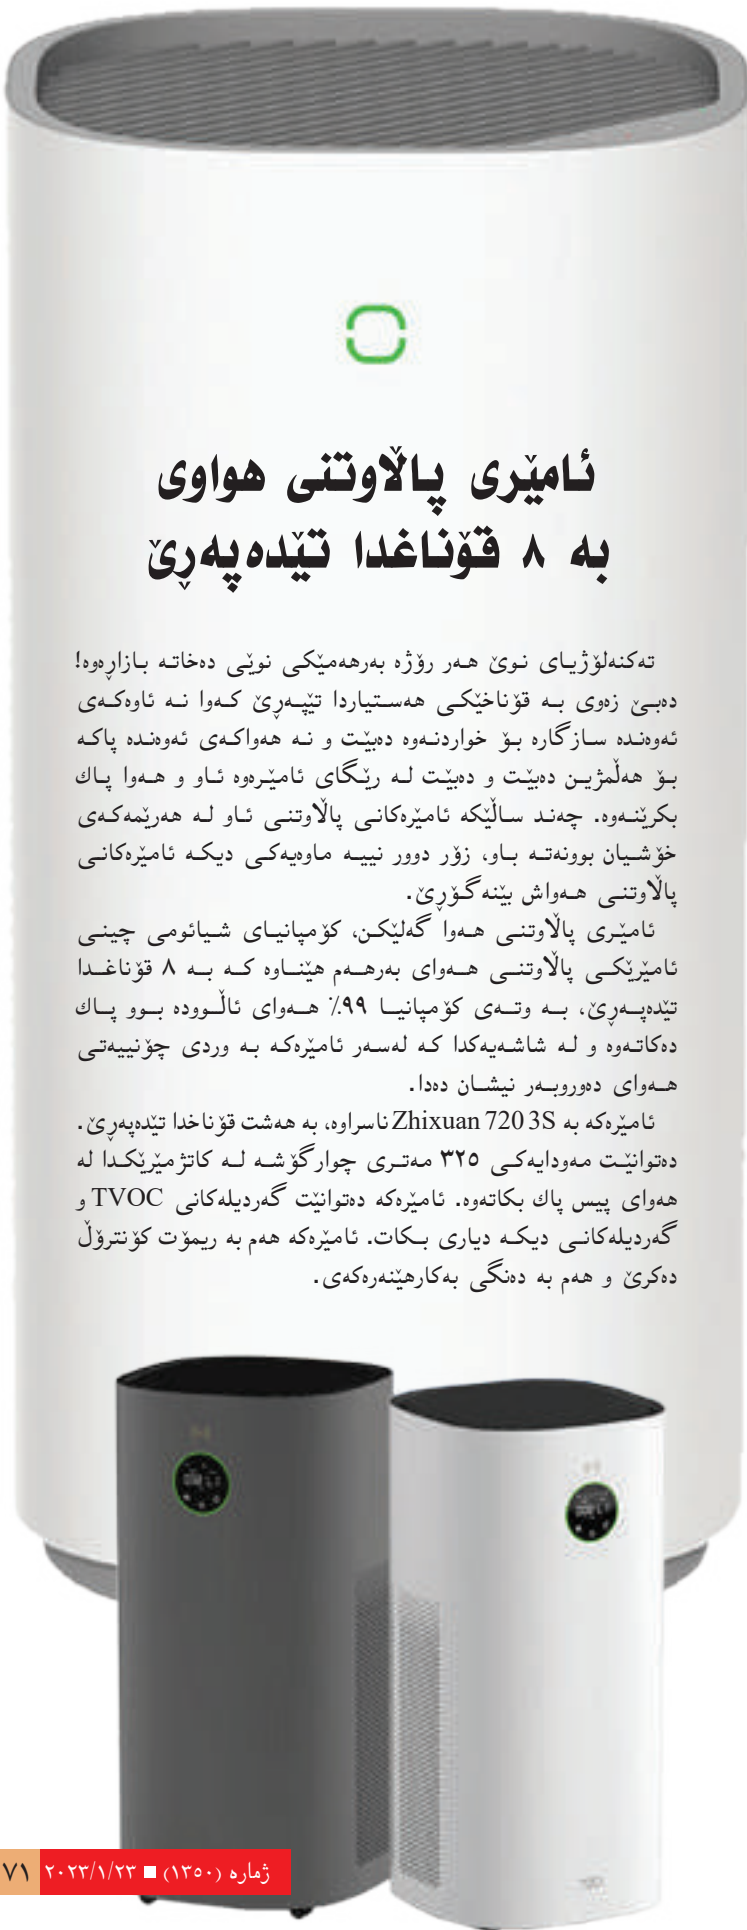 ئامێری پاڵاوتنی هواوی
بە ٨ قۆناغدا تێدەپەڕێ
تەکنەلۆژیای نوێ هەر رۆژە بەرهەمێکی نوێی دەخاتە بازاڕەوە!
دەبێ زەوی بە قۆناخێکی هەستیاردا تێپەڕێ کەوا نە ئاوەکەی
ئەوەندە سازگارە بۆ خواردنەوە دەبێت و نە هەواکەی ئەوەندە پاکە
بۆ هەڵمژین دەبێت و دەبێت لە رێگای ئامێرەوە ئاو و هەوا پاك
بکرێنەوە. چەند ساڵێکە ئامێرەکانی پاڵاوتنی ئاو لە هەرێمەکەی
خۆشیان بوونەتە باو، زۆر دوور نییە ماوەیەکی دیکە ئامێرەکانی
پاڵاوتنی هەواش بێنە گۆڕێ.
ئامێری پاڵاوتنی هەوا گەلێکن، کۆمپانیای شیائومی چینی
ئامێرێکی پاڵاوتنی هەوای بەرهەم هێناوە کە بە ٨ قۆناغدا
تێدەپەڕێ، بە وتەی کۆمپانیا ٩٩٪ هەوای ئاڵوودە بوو پاك
دەکاتەوە و لە شاشەیەکدا کە لەسەر ئامێرەکە بە وردی چۆنییەتی
هەوای دەوروبەر نیشان دەدا.
ئامێرەکە بە Zhixuan 720 3S ناسراوە، بە هەشت قۆناخدا تێدەپەڕێ.
دەتوانێت مەودایەکی ٣٢٥ مەتری چوارگۆشە لە کاتژمێرێکدا لە
هەوای پیس پاك بکاتەوە. ئامێرەکە دەتوانێت گەردیلەکانی TVOC و
گەردیلەکانی دیکە دیاری بکات. ئامێرەکە هەم بە ریمۆت کۆنترۆڵ
دەکرێ و هەم بە دەنگی بەکارهێنەرەکەی.
ژمارە (١٣٥٠) ■ ٢٠٢٣/١/٢٣ ٧١